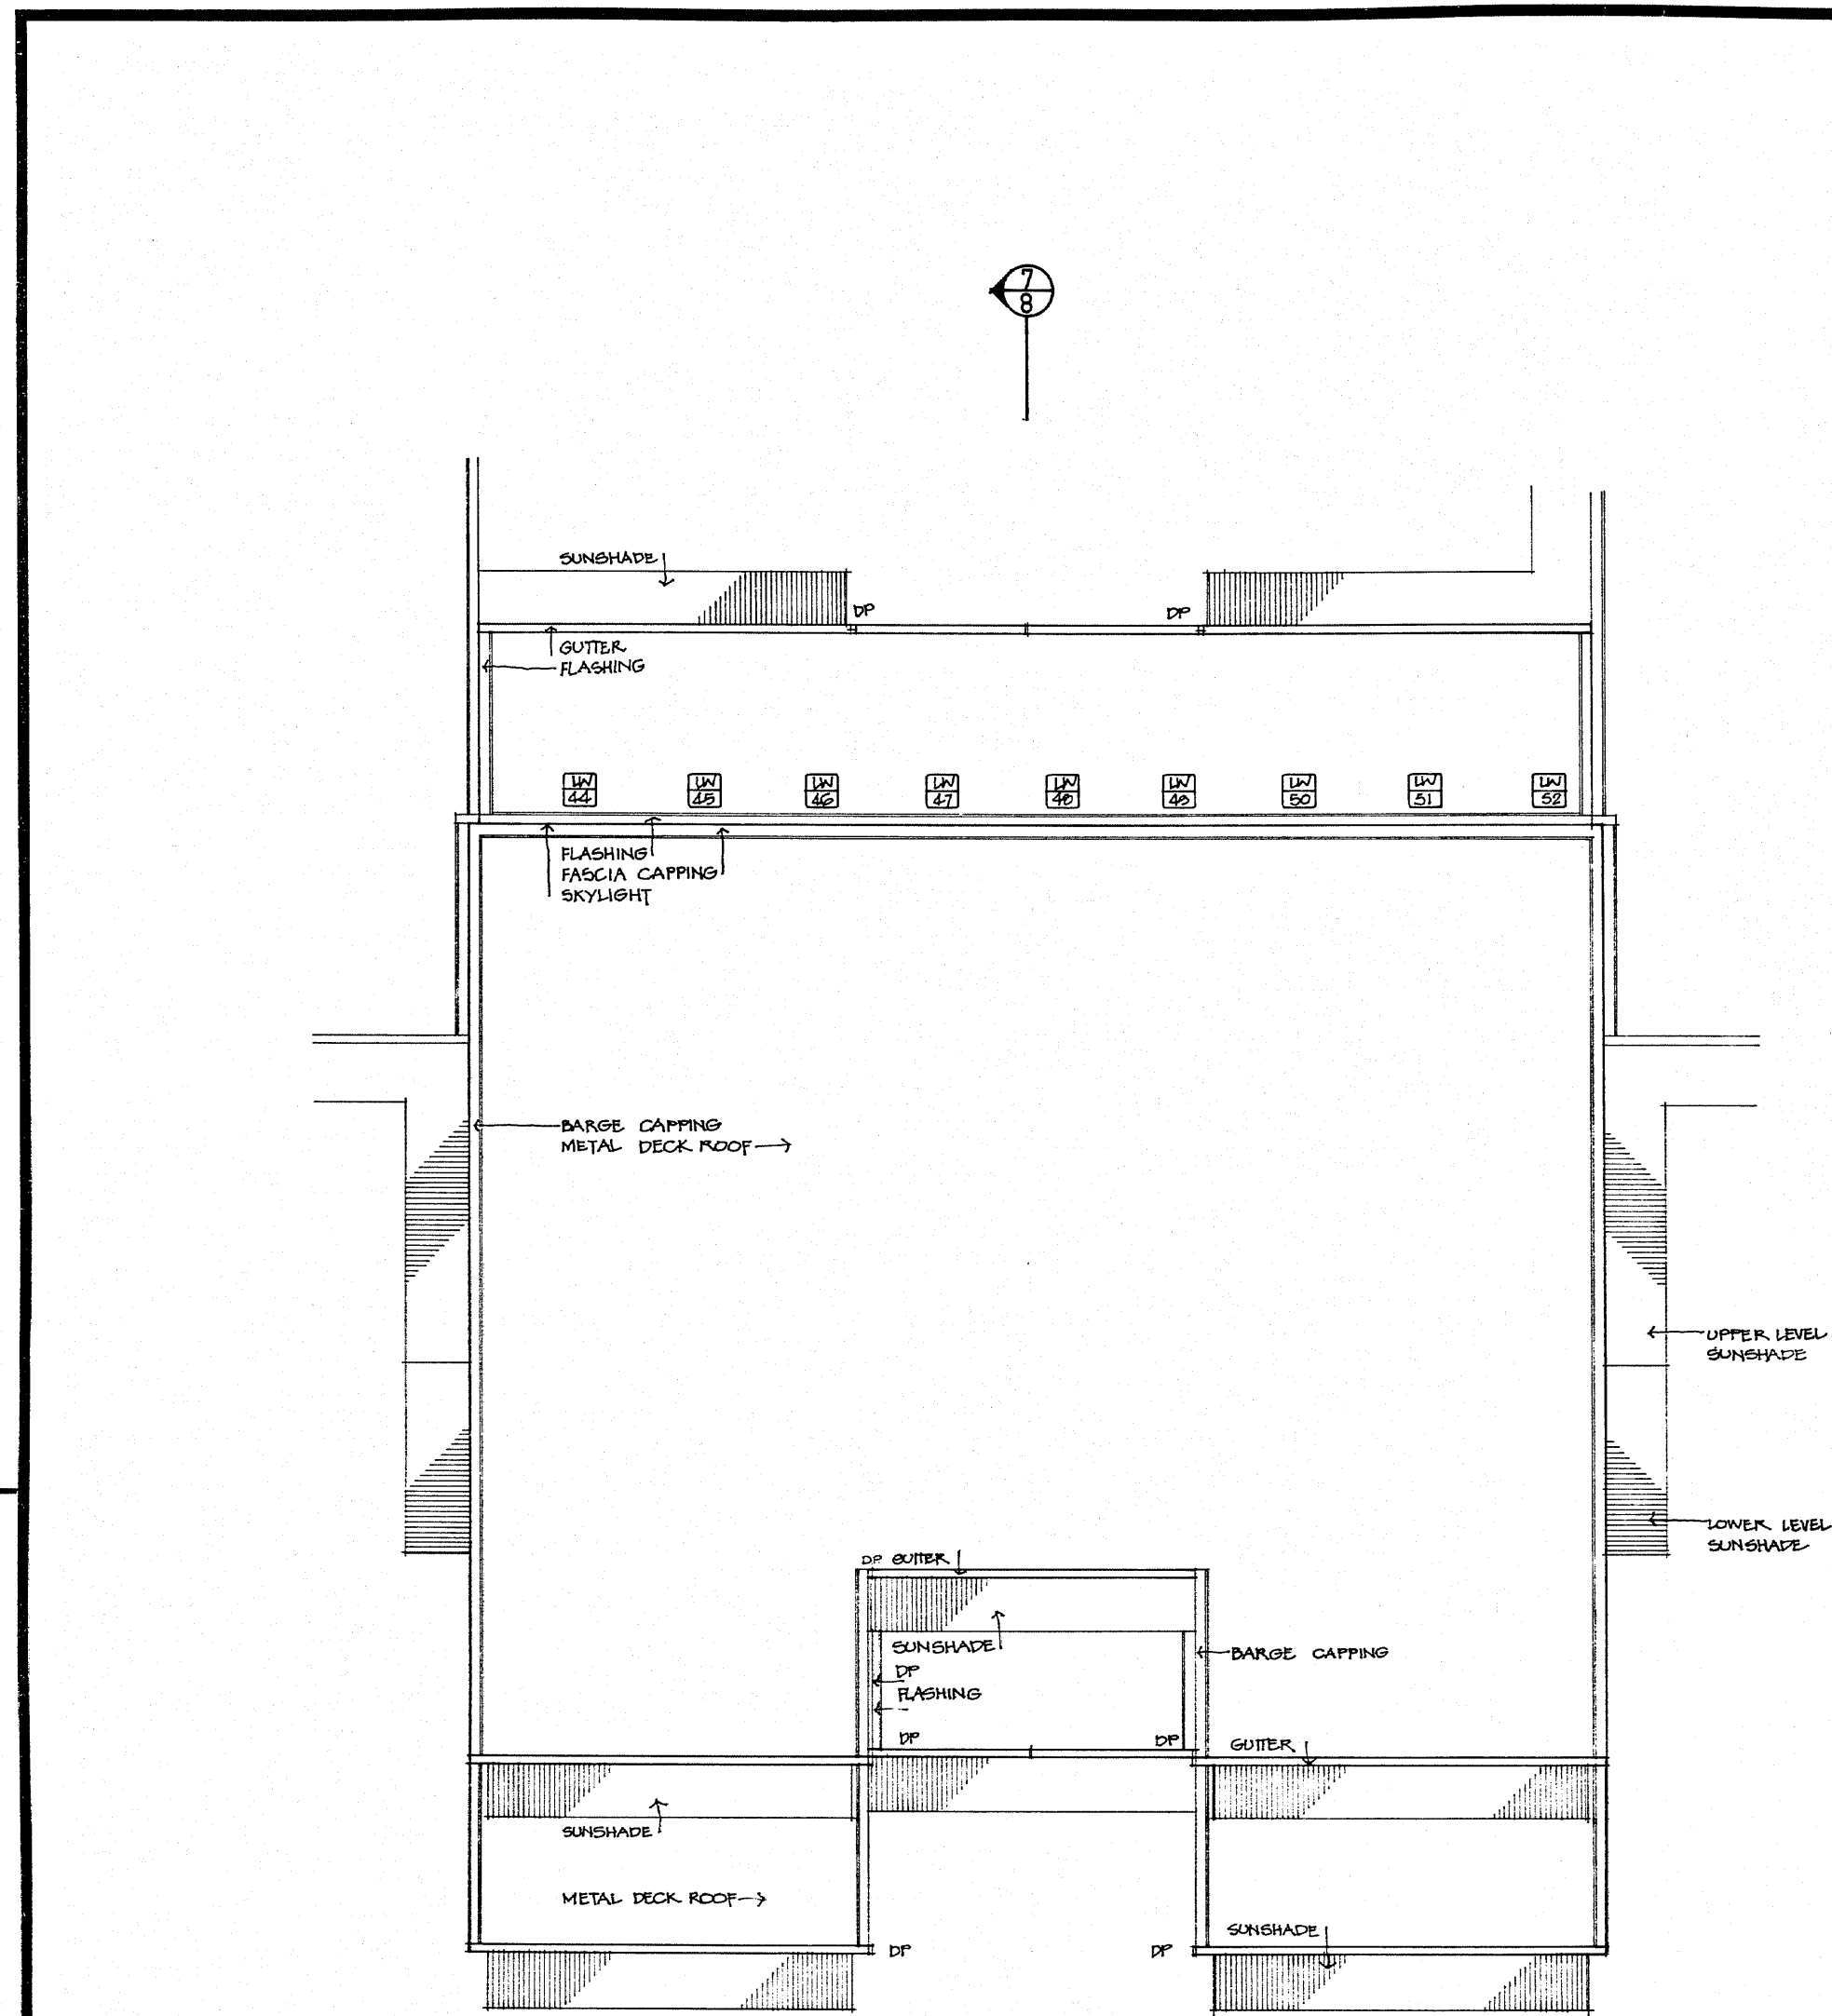 7
8
SUNSHADE
DP
DP
GUTTER
FLASHING
LW
44
LW
45
LW
46
LW
47
LW
48
LW
49
LW
50
LW
51
LW
52
FLASHING
FASCIA CAPPING
SKYLIGHT
BARGE CAPPING
METAL DECK ROOF
UPPER LEVEL
SUNSHADE
LOWER LEVEL
SUNSHADE
DP GUTTER
SUNSHADE
BARGE CAPPING
DP
FLASHING
DP
DP
GUTTER
SUNSHADE
METAL DECK ROOF
SUNSHADE
DP
DP